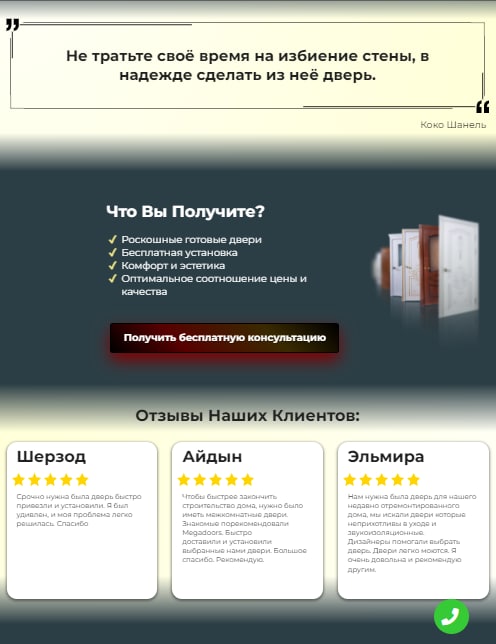 Не тратьте своё время на избиение стены, в
надежде сделать из неё дверь.
Коко Шанель
Что Вы Получите?
Роскошные готовые двери
Бесплатная установка
Комфорт и эстетика
Оптимальное соотношение цены и
качества
Получить бесплатную консультацию
Отзывы Наших Клиентов:
Шерзод
Срочно нужна была дверь быстро
привезли и установили. Я был
удивлен, и моя проблема легко
решилась. Спасибо
Айдын
Чтобы быстрее закончить
строительство дома, нужно было
иметь межкомнатные двери.
Знакомые порекомендовали
Megadoors. Быстро
доставили и установили
выбранные нами двери. Большое
спасибо. Рекомендую.
Эльмира
Нам нужна была дверь для нашего
недавно отремонтированного
дома, мы искали двери которые
неприхотливы в уходе и
звукоизоляционные.
Дизайнеры помогали выбрать
дверь. Двери легко моются. Я
очень довольна и рекомендую
другим.